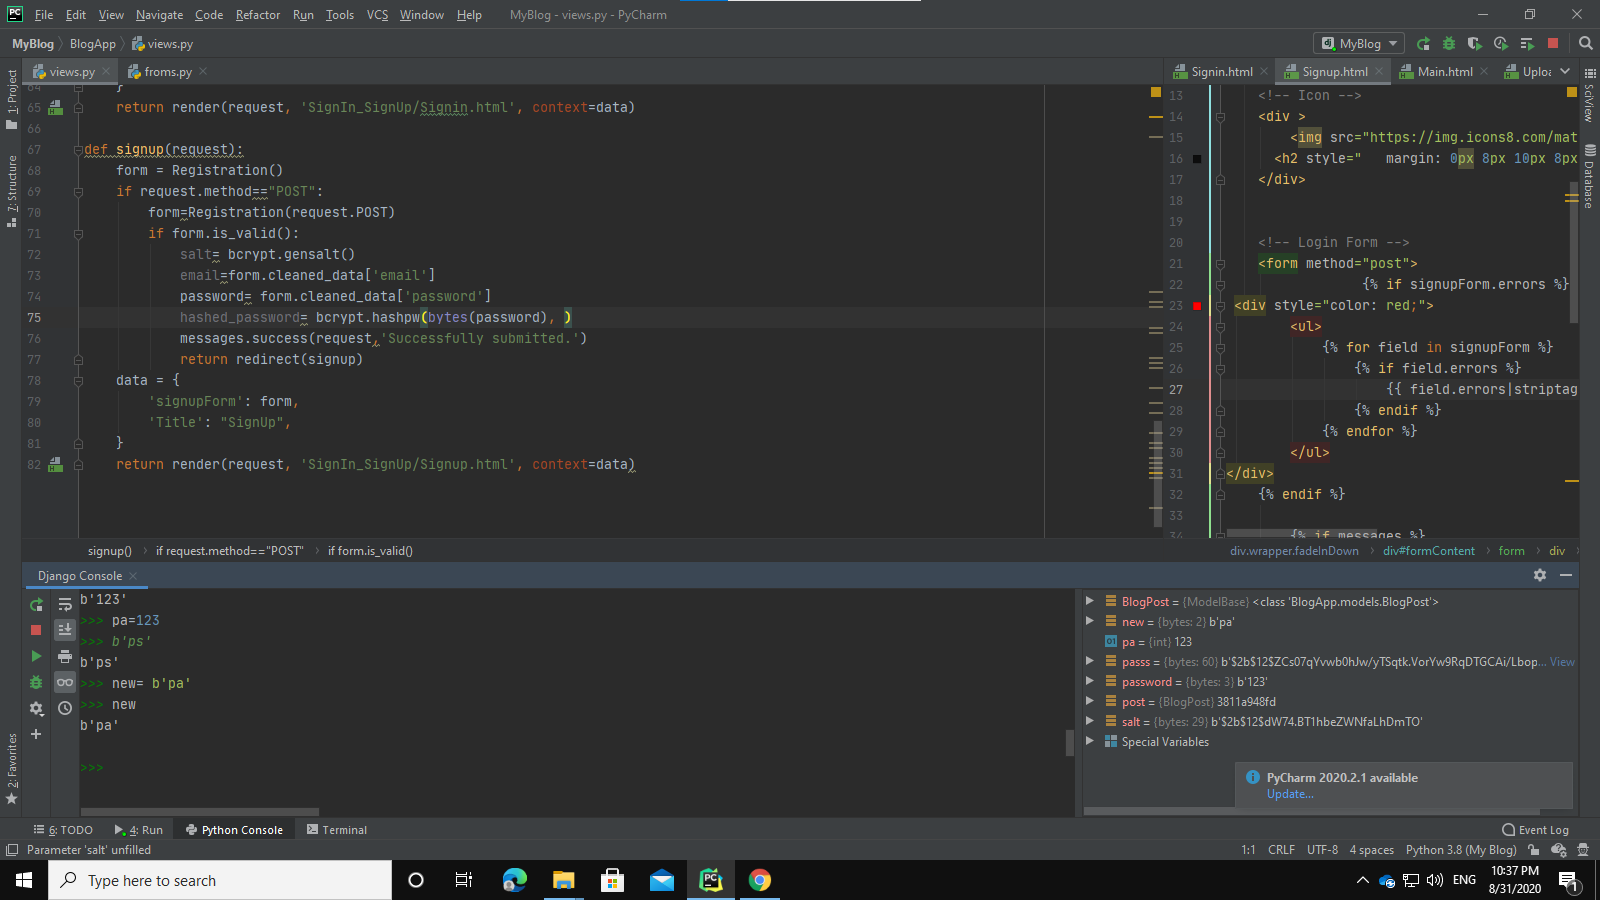 PC File Edit View Navigate Code Refactor Run Tools VCS Window Help MyBlog - views.py - PyCharm
MyBlog BlogApp views.py MyBlog
views.py froms.py
Signin.html Signup.html Main.html Uploa
1: Project
7: Structure
2: Favorites
SciView
Database
64 }
65 return render(request, 'SignIn_SignUp/Signin.html', context=data)
66
67 def signup(request):
68 form = Registration()
69 if request.method=="POST":
70 form=Registration(request.POST)
71 if form.is_valid():
72 salt= bcrypt.gensalt()
73 email=form.cleaned_data['email']
74 password= form.cleaned_data['password']
75 hashed_password= bcrypt.hashpw(bytes(password), )
76 messages.success(request,'Successfully submitted.')
77 return redirect(signup)
78 data = {
79 'signupForm': form,
80 'Title': "SignUp",
81 }
82 return render(request, 'SignIn_SignUp/Signup.html', context=data)
signup() if request.method=="POST" if form.is_valid()
13 <!-- Icon -->
14 <div >
15 <img src="https://img.icons8.com/mat
16 <h2 style=" margin: 0px 8px 10px 8px
17 </div>
18
19
20 <!-- Login Form -->
21 <form method="post">
22 {% if signupForm.errors %}
23 <div style="color: red;">
24 <ul>
25 {% for field in signupForm %}
26 {% if field.errors %}
27 {{ field.errors|striptag
28 {% endif %}
29 {% endfor %}
30 </ul>
31 </div>
32 {% endif %}
33
34 {% if messages %}
div.wrapper.fadeInDown div#formContent form div
Django Console
b'123'
>>> pa=123
>>> b'ps'
b'ps'
>>> new= b'pa'
>>> new
b'pa'
>>>
BlogPost = {ModelBase} <class 'BlogApp.models.BlogPost'>
new = {bytes: 2} b'pa'
01 pa = {int} 123
passs = {bytes: 60} b'$2b$12$ZCs07qYvwb0hJw/yTSqtk.VorYw9RqDTGCAi/Lbop... View
password = {bytes: 3} b'123'
post = {BlogPost} 3811a948fd
salt = {bytes: 29} b'$2b$12$dW74.BT1hbeZWNfaLhDmTO'
Special Variables
PyCharm 2020.2.1 available
Update...
6: TODO 4: Run Python Console Terminal Event Log
Parameter 'salt' unfilled 1:1 CRLF UTF-8 4 spaces Python 3.8 (My Blog)
Type here to search
PC
ENG
10:37 PM
8/31/2020
1